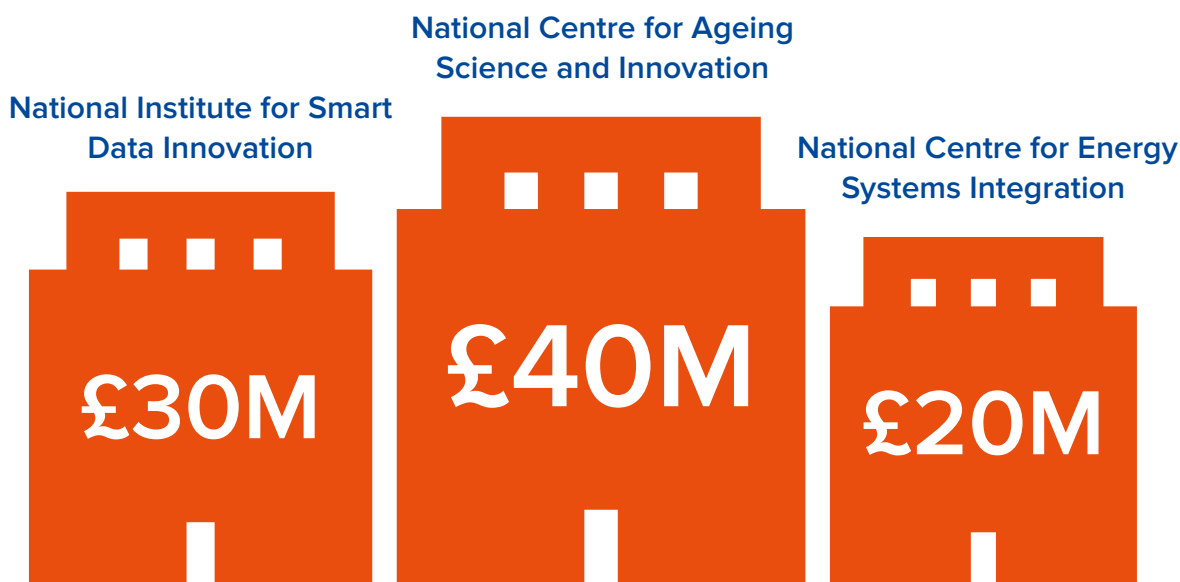 National Institute for Smart
Data Innovation
£30M
National Centre for Ageing
Science and Innovation
£40M
National Centre for Energy
Systems Integration
£20M